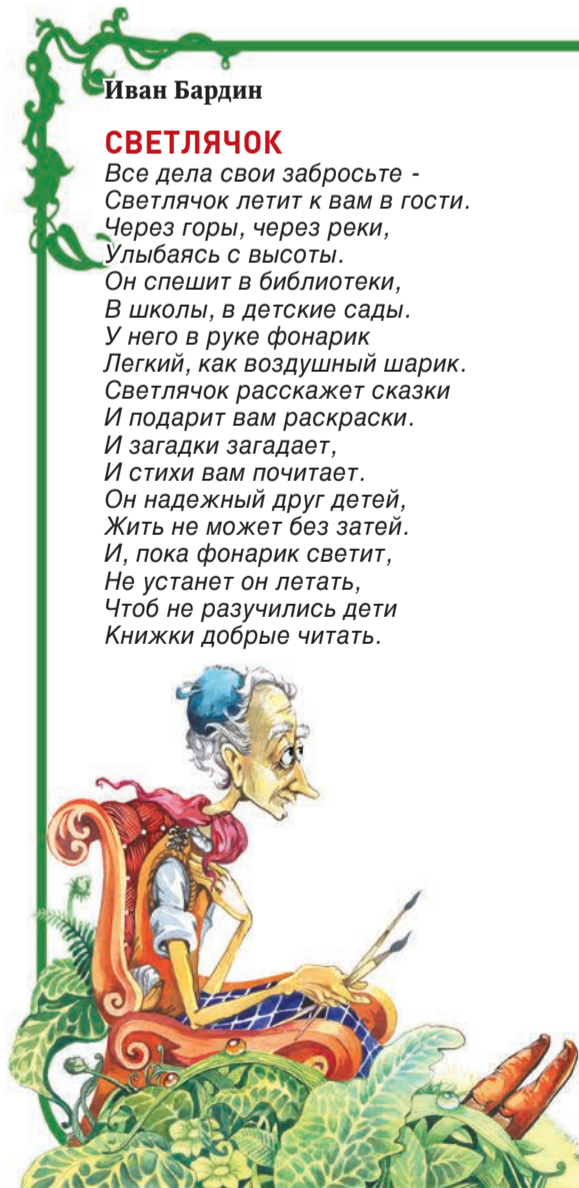 Иван Бардин
СВЕТЛЯЧОК
Все дела свои забросьте -
Светлячок летит к вам в гости.
Через горы, через реки,
Улыбаясь с высоты.
Он спешит в библиотеки,
В школы, в детские сады.
У него в руке фонарик
Легкий, как воздушный шарик.
Светлячок расскажет сказки
И подарит вам раскраски.
И загадки загадает,
И стихи вам почитает.
Он надежный друг детей,
Жить не может без затей.
И, пока фонарик светит,
Не устанет он летать,
Чтоб не разучились дети
Книжки добрые читать.